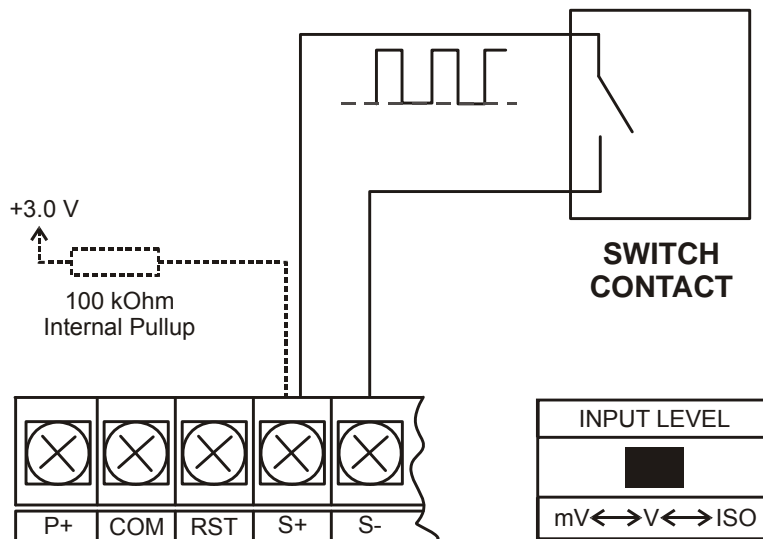 +3.0 V
100 kOhm
Internal Pullup
SWITCH
CONTACT
P+ COM RST S+ S-
INPUT LEVEL
mV↔V↔ISO